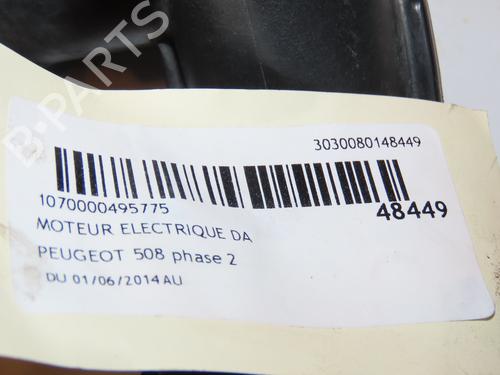 3030080148449
1070000495775
48449
MOTEUR ELECTRIQUE DA
PEUGEOT 508 phase 2
DU 01/06/2014 AU
B-PARTS